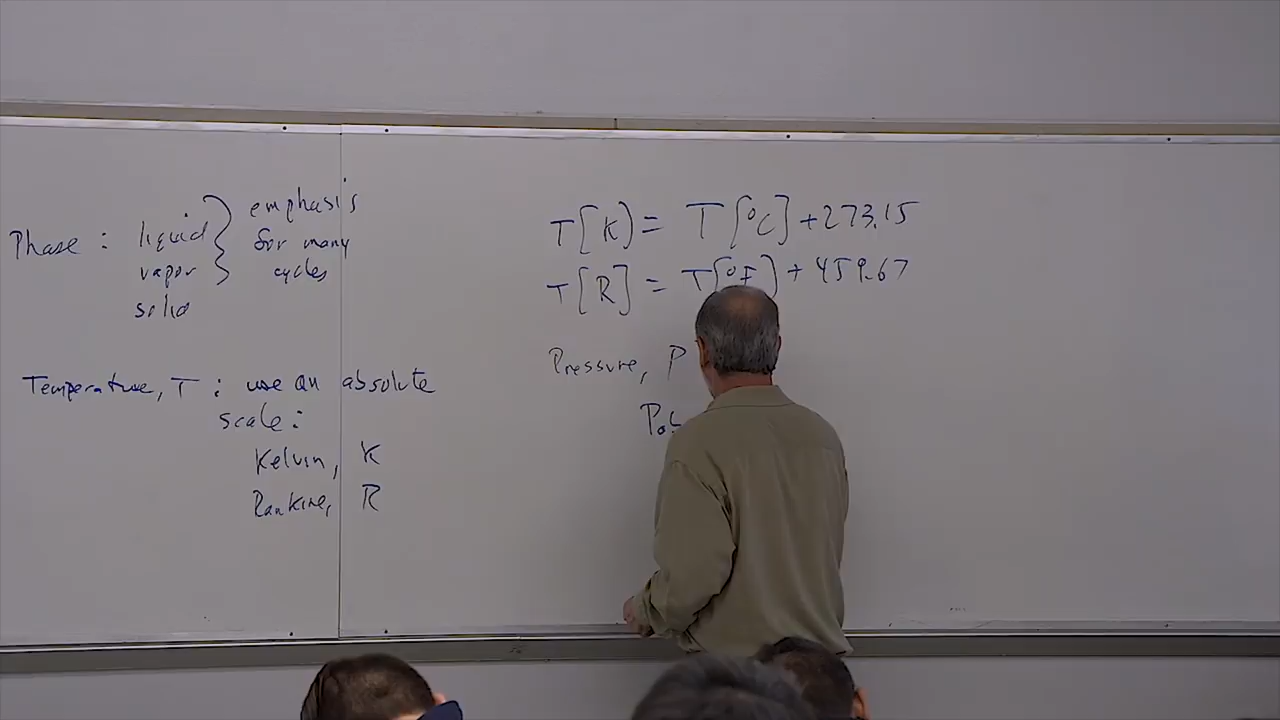 Phase : liquid } emphasis
vapor for many
solid cycles
Temperature, T : use an absolute
scale :
Kelvin, K
Rankine, R
T[K] = T[°C] + 273.15
T[R] = T[°F] + 459.67
Pressure, P